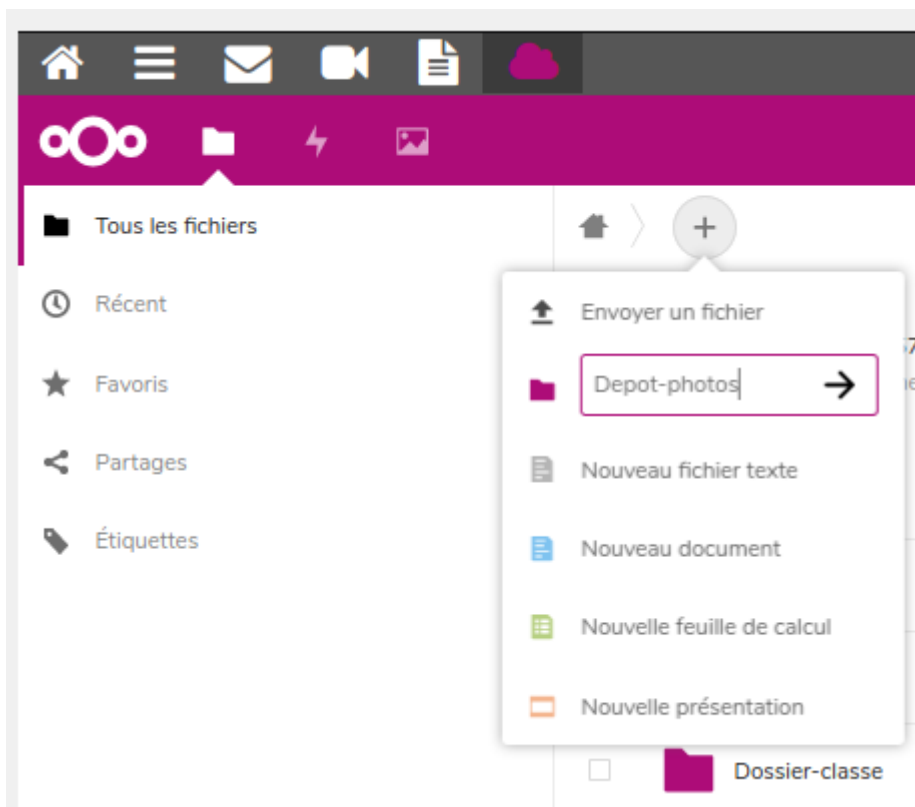 Tous les fichiers
Récent
Favoris
Partages
Étiquettes
Envoyer un fichier
Depot-photos
Nouveau fichier texte
Nouveau document
Nouvelle feuille de calcul
Nouvelle présentation
Dossier-classe